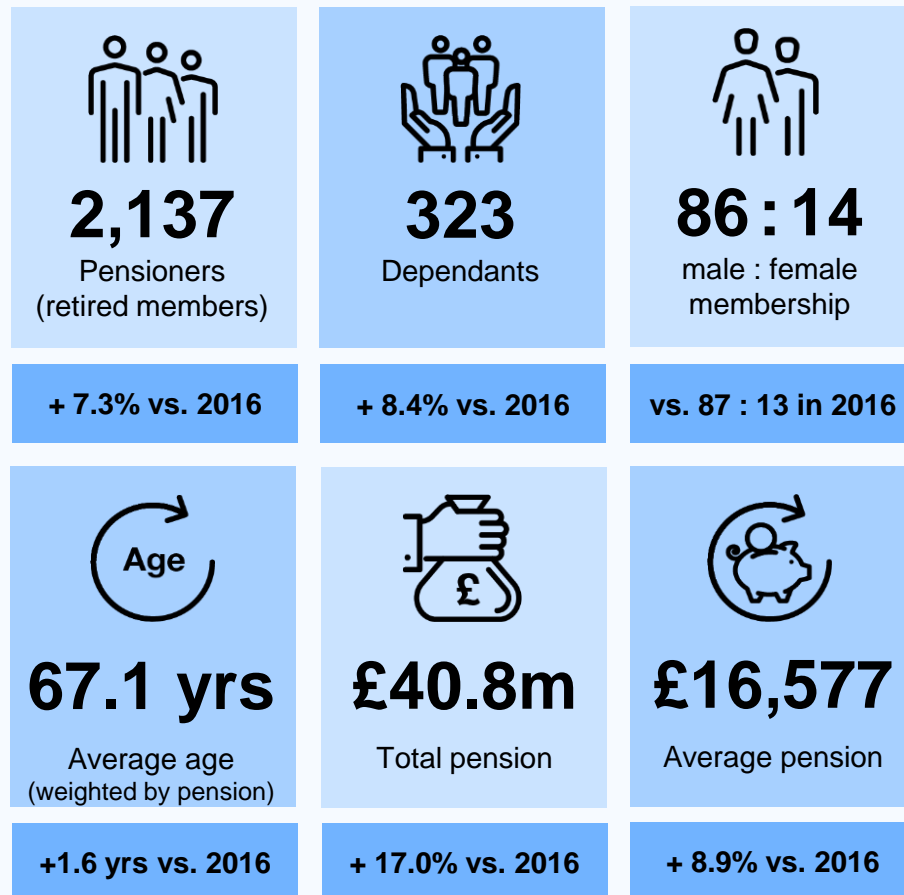 2,137
Pensioners
(retired members)
+ 7.3% vs. 2016
323
Dependants
+ 8.4% vs. 2016
86 : 14
male : female
membership
vs. 87 : 13 in 2016
Age
67.1 yrs
Average age
(weighted by pension)
+1.6 yrs vs. 2016
£
£40.8m
Total pension
+ 17.0% vs. 2016
£16,577
Average pension
+ 8.9% vs. 2016